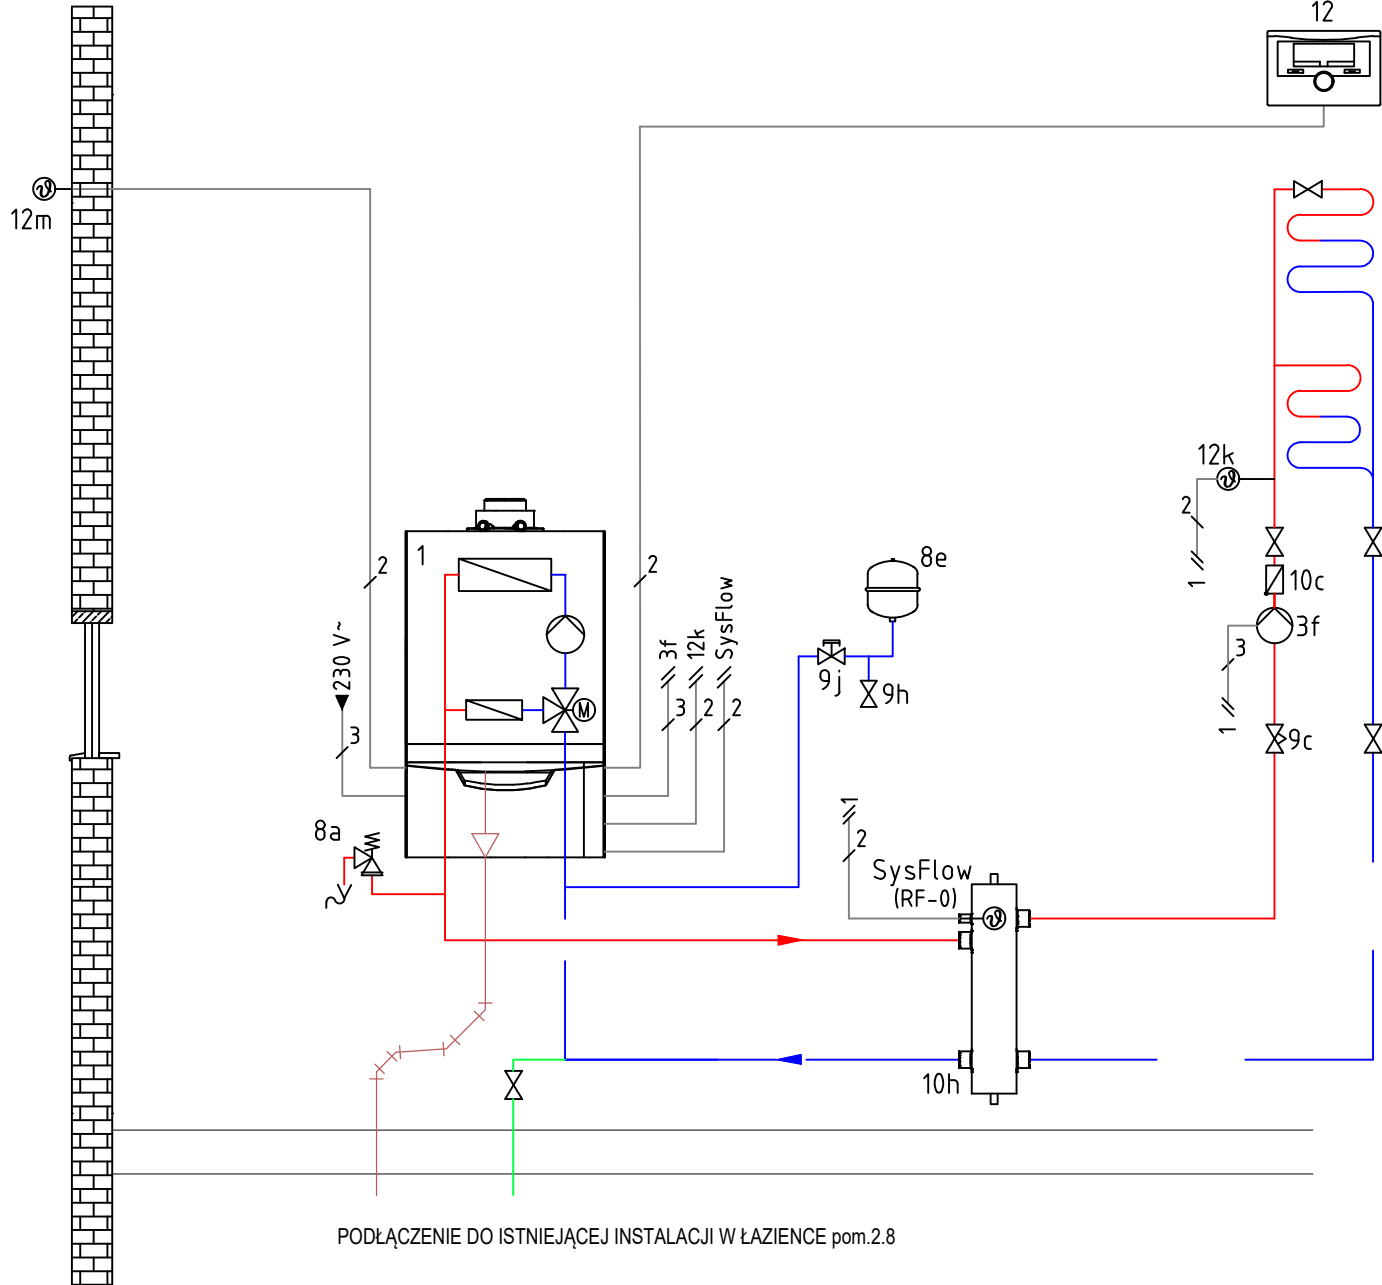 12
12m
12k
2
1
1
2
2
8e
SysFlow
12k
3f
230 V~
10c
3f
3
1
9j
9h
3
2
2
3
9c
8a
1
2
SysFlow
(RF-0)
M
10h
PODŁĄCZENIE DO ISTNIEJĄCEJ INSTALACJI W ŁAZIENCE pom.2.8